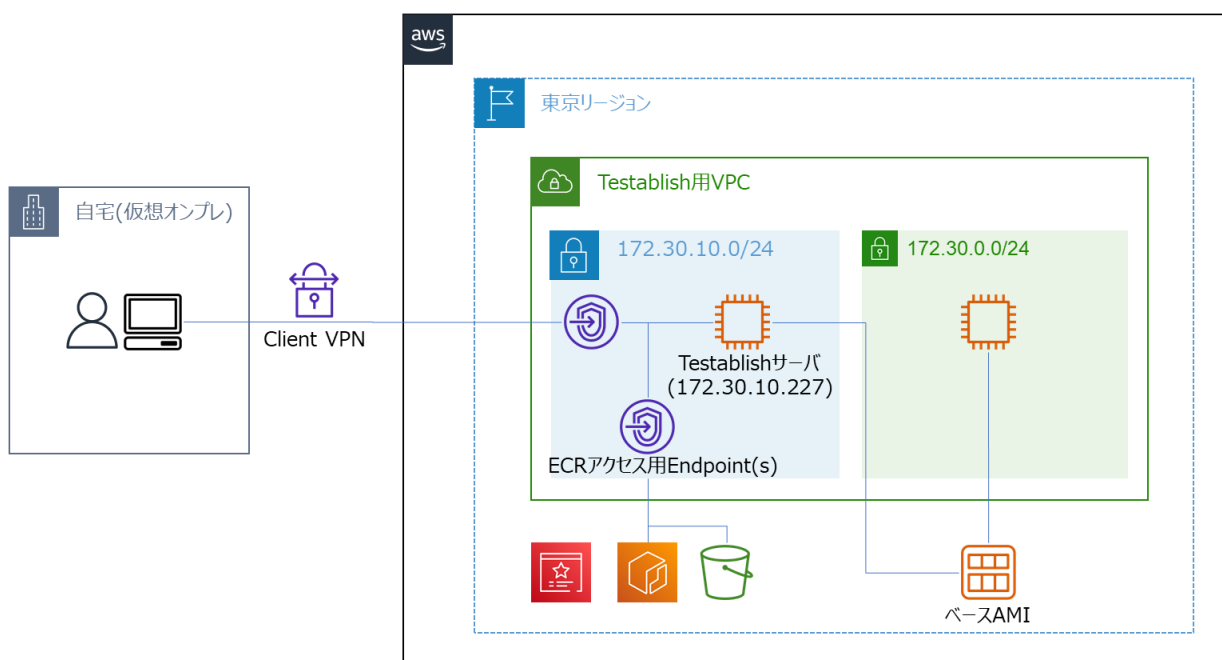 aws
東京リージョン
Testablish用VPC
自宅(仮想オンプレ)
172.30.10.0/24
172.30.0.0/24
Client VPN
Testablishサーバ
(172.30.10.227)
ECRアクセス用Endpoint(s)
ベースAMI